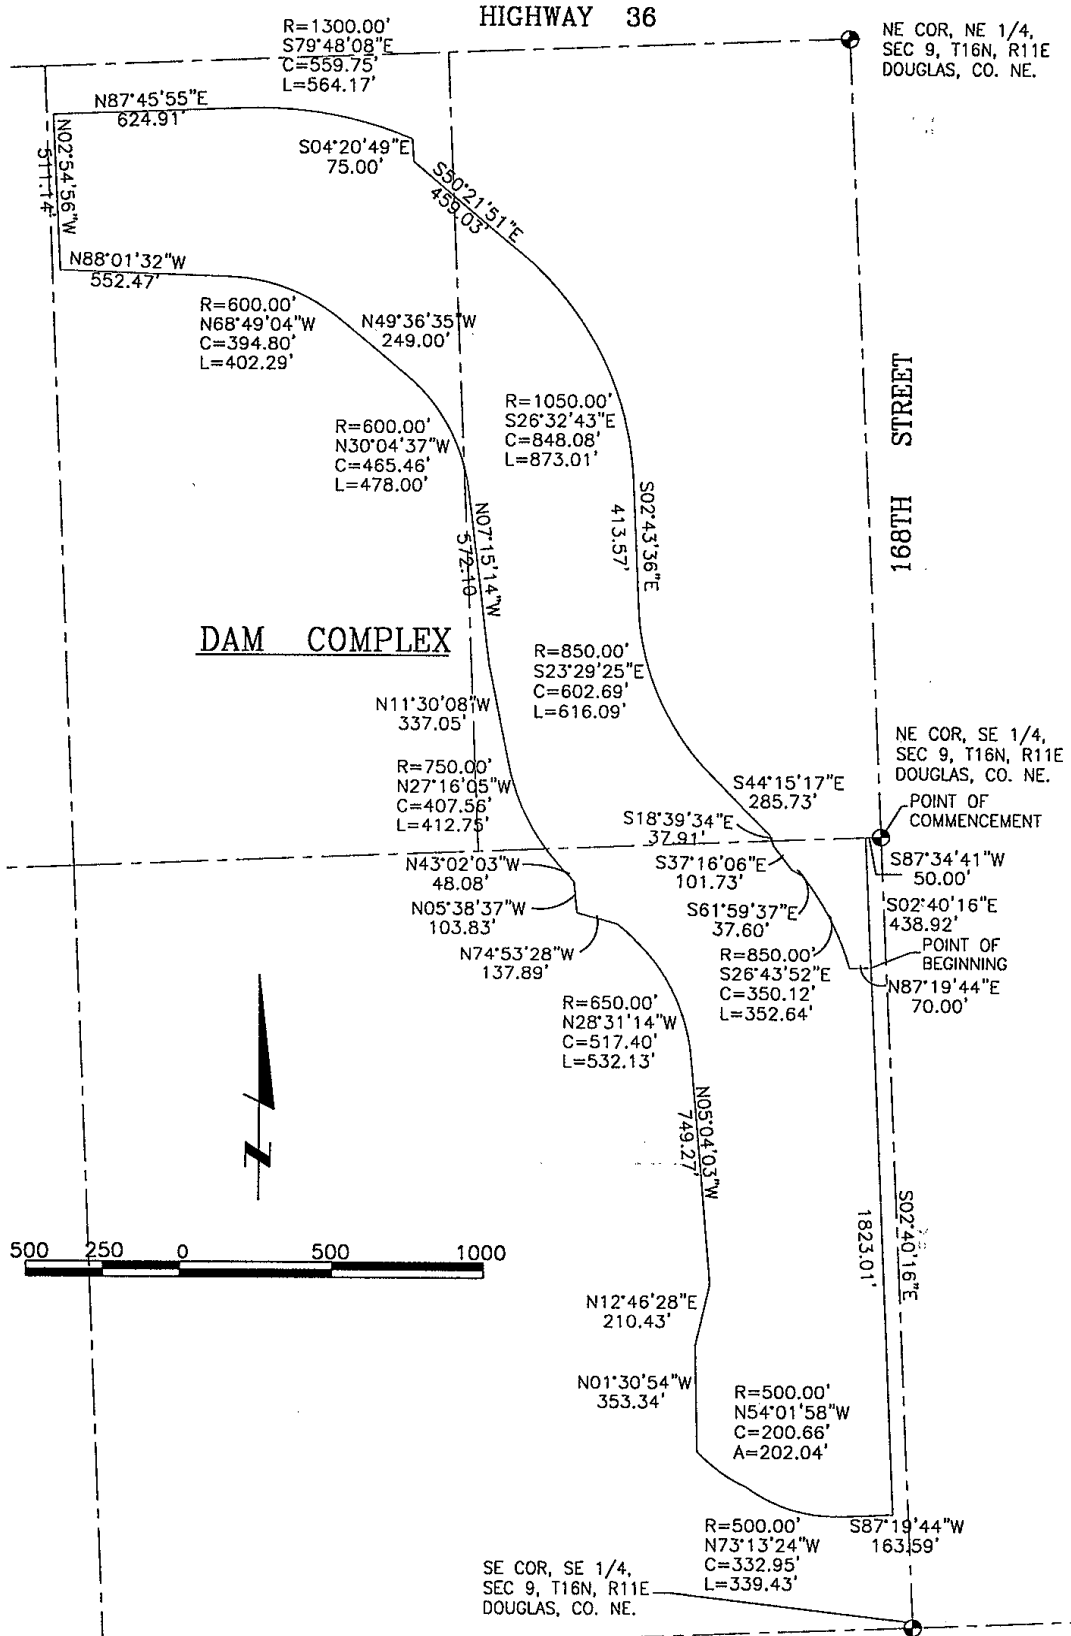 HIGHWAY 36
R=1300.00'
S79°48'08"E
C=559.75'
L=564.17'
NE COR, NE 1/4,
SEC 9, T16N, R11E
DOUGLAS, CO. NE.
N87°45'55"E
624.91'
N02°54'56"W
511.14'
S04°20'49"E
75.00'
S50°21'51"E
459.03'
N88°01'32"W
552.47'
R=600.00'
N68°49'04"W
C=394.80'
L=402.29'
N49°36'35"W
249.00'
R=1050.00'
S26°32'43"E
C=848.08'
L=873.01'
168TH STREET
R=600.00'
N30°04'37"W
C=465.46'
L=478.00'
S02°43'36"E
413.57'
N07°15'14"W
572.10
DAM COMPLEX
R=850.00'
S23°29'25"E
C=602.69'
L=616.09'
N11°30'08"W
337.05'
NE COR, SE 1/4,
SEC 9, T16N, R11E
DOUGLAS, CO. NE.
R=750.00'
N27°16'05"W
C=407.56'
L=412.75'
S44°15'17"E
285.73'
POINT OF
COMMENCEMENT
S18°39'34"E
37.91'
S87°34'41"W
50.00'
N43°02'03"W
48.08'
S37°16'06"E
101.73'
S02°40'16"E
438.92'
N05°38'37"W
103.83'
S61°59'37"E
37.60'
POINT OF
BEGINNING
N74°53'28"W
137.89'
R=850.00'
S26°43'52"E
C=350.12'
L=352.64'
N87°19'44"E
70.00'
R=650.00'
N28°31'14"W
C=517.40'
L=532.13'
N05°04'03"W
749.27'
N
S02°40'16"E
1823.01'
500 250 0 500 1000
N12°46'28"E
210.43'
N01°30'54"W
353.34'
R=500.00'
N54°01'58"W
C=200.66'
A=202.04'
R=500.00'
N73°13'24"W
C=332.95'
L=339.43'
S87°19'44"W
163.59'
SE COR, SE 1/4,
SEC 9, T16N, R11E
DOUGLAS, CO. NE.